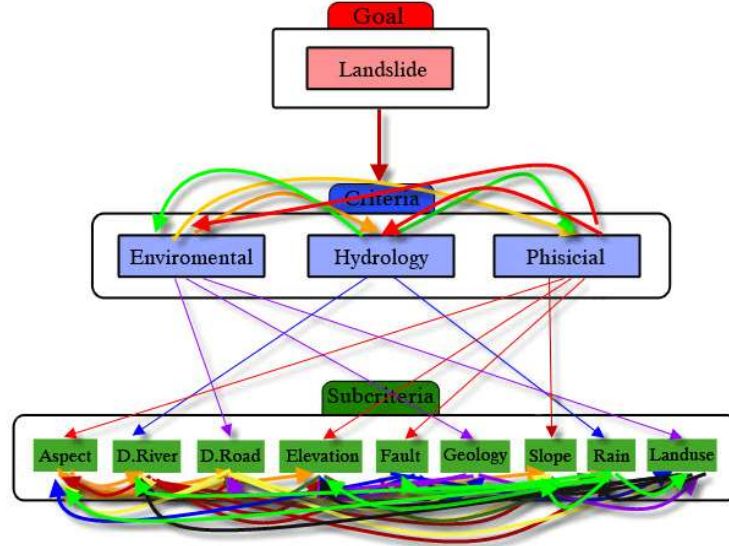 Goal
Landslide
Criteria
Enviromental Hydrology Phisicial
Subcriteria
Aspect D.River D.Road Elevation Fault Geology Slope Rain Landuse